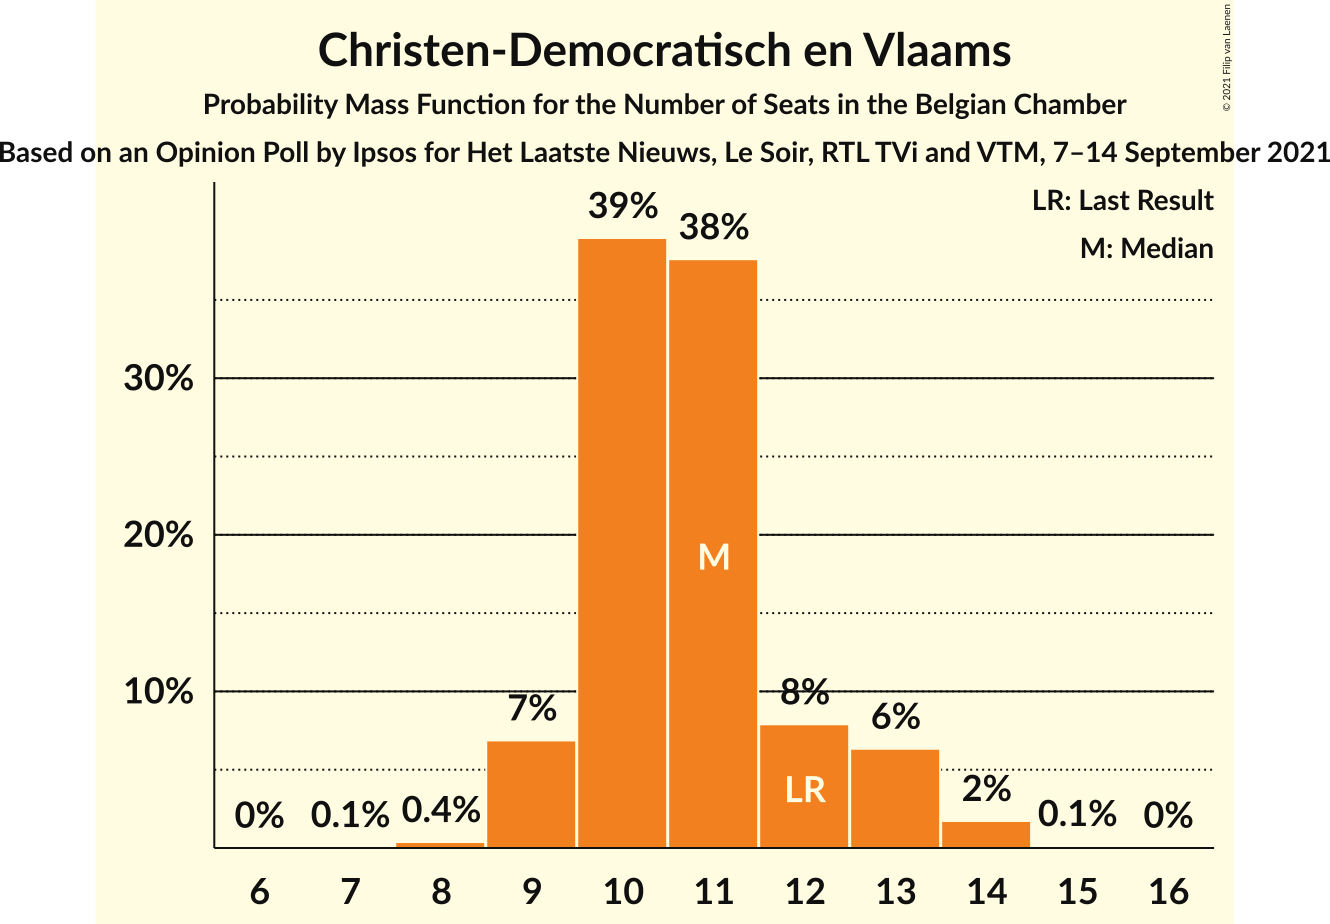 Christen-Democratisch en Vlaams
Probability Mass Function for the Number of Seats in the Belgian Chamber
Based on an Opinion Poll by Ipsos for Het Laatste Nieuws, Le Soir, RTL TVi and VTM, 7–14 September 2021
© 2021 Filip van Laenen
LR: Last Result
M: Median
39%
38%
30%
20%
M
10%
8%
7%
6%
LR
2%
0%
0.1%
0.4%
0.1%
0%
6 7 8 9 10 11 12 13 14 15 16